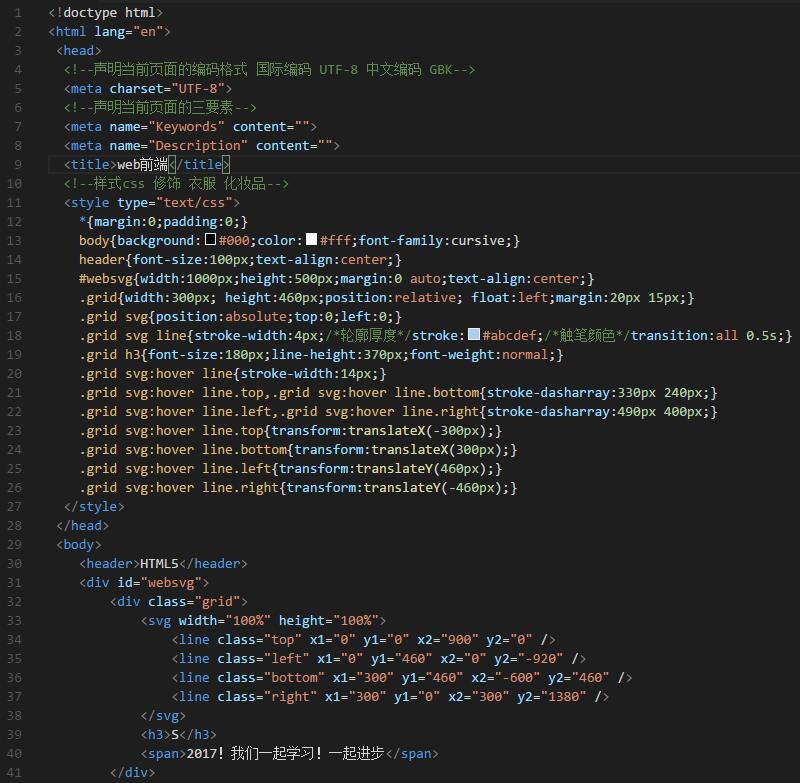 1 <!doctype html>
2 <html lang="en">
3 <head>
4 <!--声明当前页面的编码格式 国际编码 UTF-8 中文编码 GBK-->
5 <meta charset="UTF-8">
6 <!--声明当前页面的三要素-->
7 <meta name="Keywords" content="">
8 <meta name="Description" content="">
9 <title>web前端</title>
10 <!--样式css 修饰 衣服 化妆品-->
11 <style type="text/css">
12 *{margin:0;padding:0;}
13 body{background:#000;color:#fff;font-family:cursive;}
14 header{font-size:100px;text-align:center;}
15 #websvg{width:1000px;height:500px;margin:0 auto;text-align:center;}
16 .grid{width:300px; height:460px;position:relative; float:left;margin:20px 15px;}
17 .grid svg{position:absolute;top:0;left:0;}
18 .grid svg line{stroke-width:4px;/*轮廓厚度*/stroke:#abcdef;/*触笔颜色*/transition:all 0.5s;}
19 .grid h3{font-size:180px;line-height:370px;font-weight:normal;}
20 .grid svg:hover line{stroke-width:14px;}
21 .grid svg:hover line.top,.grid svg:hover line.bottom{stroke-dasharray:330px 240px;}
22 .grid svg:hover line.left,.grid svg:hover line.right{stroke-dasharray:490px 400px;}
23 .grid svg:hover line.top{transform:translateX(-300px);}
24 .grid svg:hover line.bottom{transform:translateX(300px);}
25 .grid svg:hover line.left{transform:translateY(460px);}
26 .grid svg:hover line.right{transform:translateY(-460px);}
27 </style>
28 </head>
29 <body>
30 <header>HTML5</header>
31 <div id="websvg">
32 <div class="grid">
33 <svg width="100%" height="100%">
34 <line class="top" x1="0" y1="0" x2="900" y2="0" />
35 <line class="left" x1="0" y1="460" x2="0" y2="-920" />
36 <line class="bottom" x1="300" y1="460" x2="-600" y2="460" />
37 <line class="right" x1="300" y1="0" x2="300" y2="1380" />
38 </svg>
39 <h3>S</h3>
40 <span>2017！我们一起学习！一起进步</span>
41 </div>